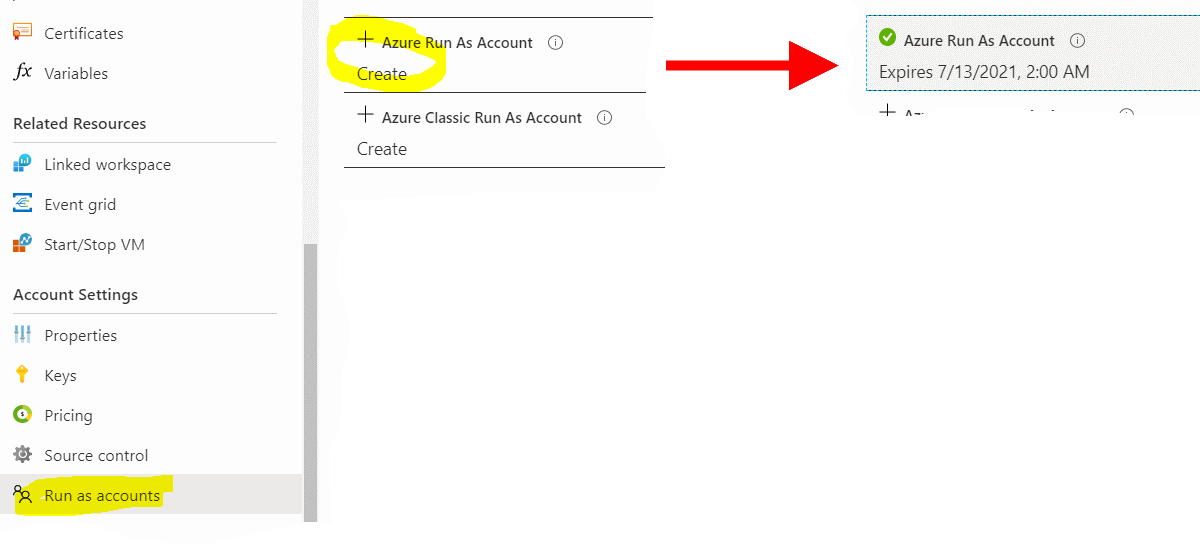 Certificates
Variables
Related Resources
Linked workspace
Event grid
Start/Stop VM
Account Settings
Properties
Keys
Pricing
Source control
Run as accounts
Azure Run As Account
Create
Azure Classic Run As Account
Create
Azure Run As Account
Expires 7/13/2021, 2:00 AM